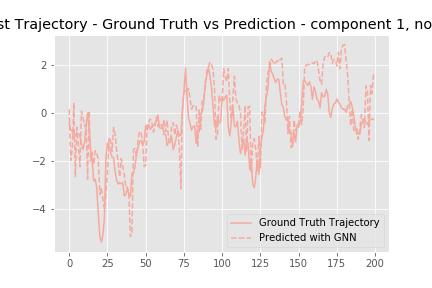 st Trajectory - Ground Truth vs Prediction - component 1, no
2
0
−2
−4
0 25 50 75 100 125 150 175 200
Ground Truth Trajectory
Predicted with GNN